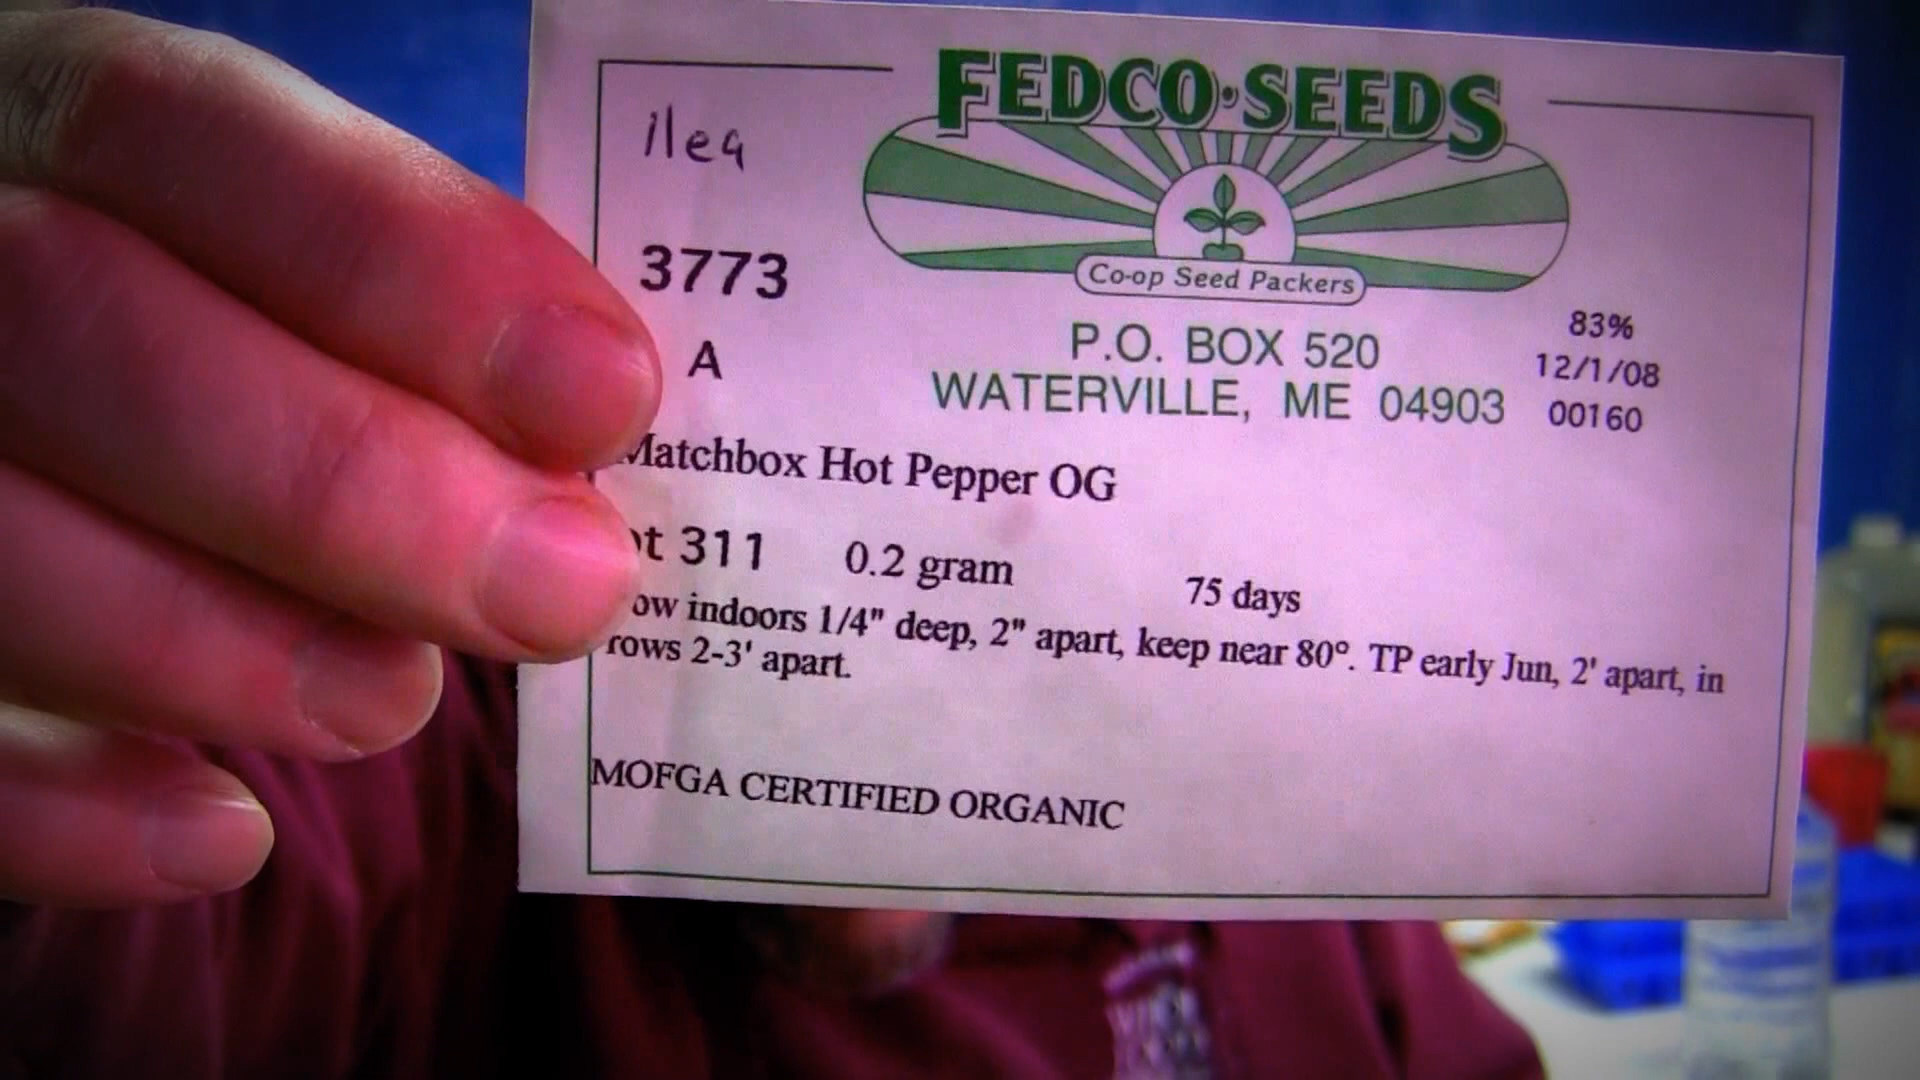 FEDCO·SEEDS
Co-op Seed Packers
3773
A
P.O. BOX 520
WATERVILLE, ME 04903
83%
12/1/08
00160
Matchbox Hot Pepper OG
311 0.2 gram 75 days
indoors 1/4" deep, 2" apart, keep near 80°. TP early Jun, 2' apart, in
rows 2-3' apart.
MOFGA CERTIFIED ORGANIC